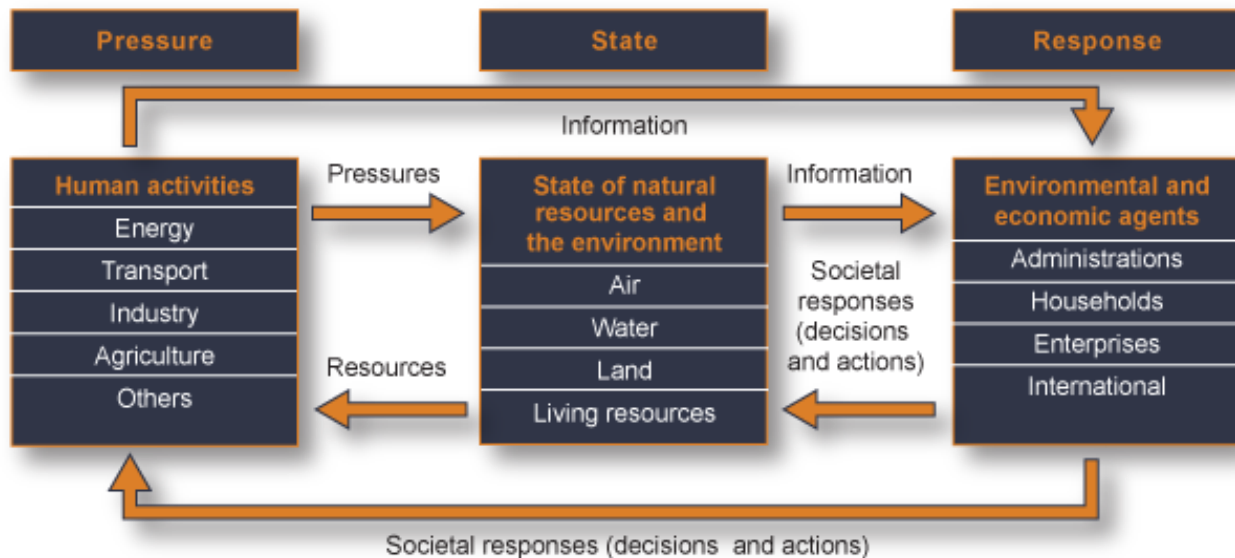 Pressure
State
Response
Information
Human activities
Energy
Transport
Industry
Agriculture
Others
Pressures
Resources
State of natural
resources and
the environment
Air
Water
Land
Living resources
Information
Societal
responses
(decisions
and actions)
Environmental and
economic agents
Administrations
Households
Enterprises
International
Societal responses (decisions and actions)